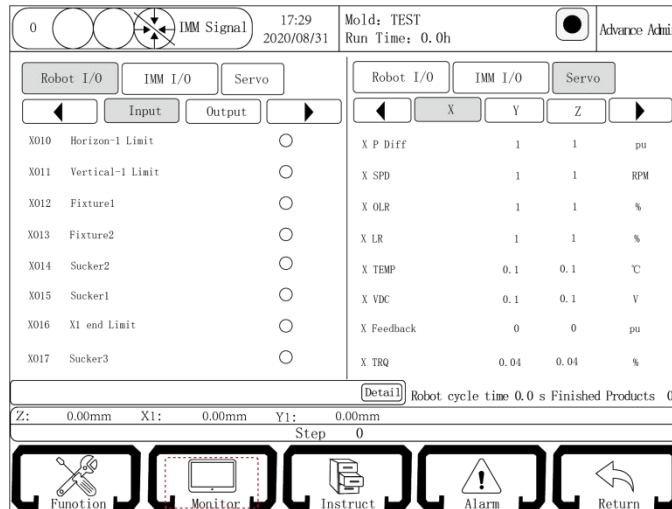 0 IMM Signal 17:29 2020/08/31 Mold: TEST Run Time: 0.0h Advance Admi
Robot I/O IMM I/O Servo
Input Output
X010 Horizon-1 Limit
X011 Vertical-1 Limit
X012 Fixture1
X013 Fixture2
X014 Sucker2
X015 Sucker1
X016 X1 end Limit
X017 Sucker3
Robot I/O IMM I/O Servo
X Y Z
X P Diff 1 1 pu
X SPD 1 1 RPM
X OLR 1 1 %
X LR 1 1 %
X TEMP 0.1 0.1 ℃
X VDC 0.1 0.1 V
X Feedback 0 0 pu
X TRQ 0.04 0.04 %
Detail Robot cycle time 0.0 s Finished Products 0
Z: 0.00mm X1: 0.00mm Y1: 0.00mm
Step 0
Funotion Monitor Instruct Alarm Return